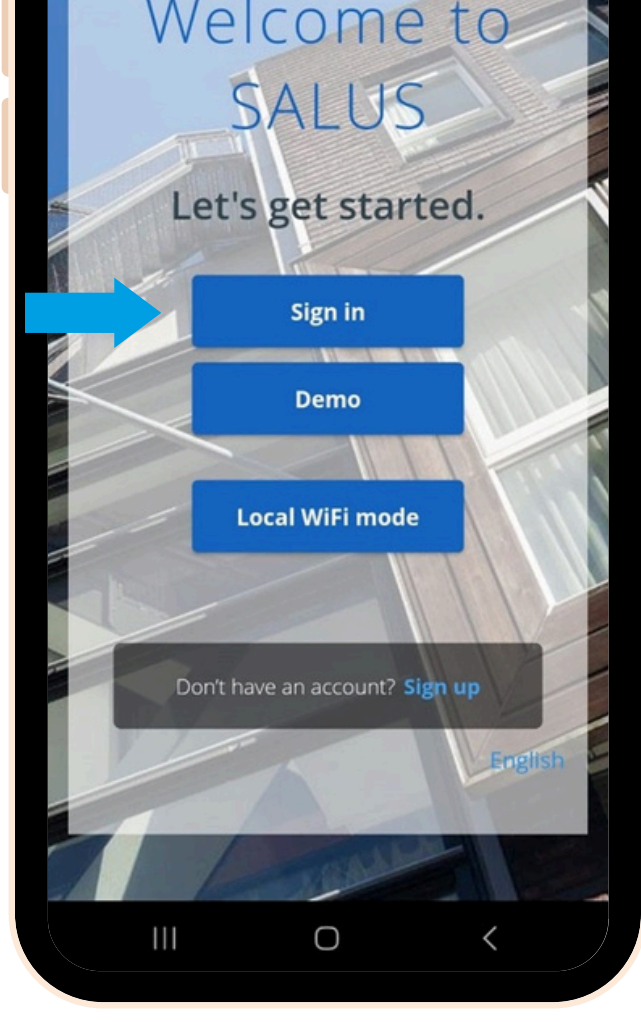 Welcome to
SALUS
Let's get started.
Sign in
Demo
Local WiFi mode
Don't have an account? Sign up
English